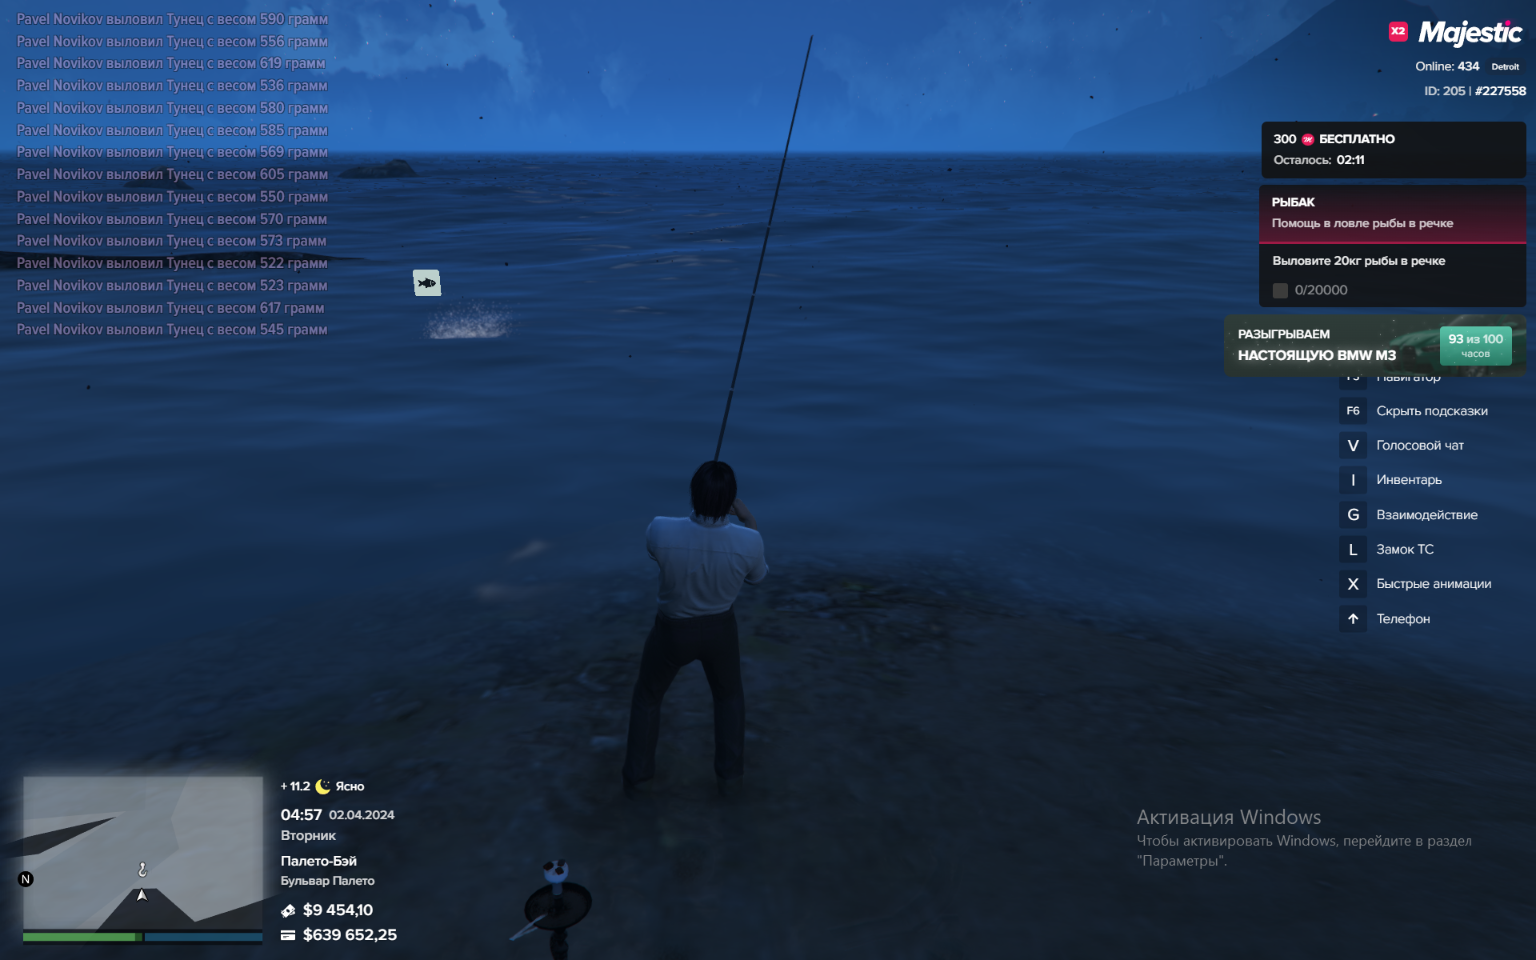 Pavel Novikov выловил Тунец с весом 590 грамм
Pavel Novikov выловил Тунец с весом 556 грамм
Pavel Novikov выловил Тунец с весом 619 грамм
Pavel Novikov выловил Тунец с весом 536 грамм
Pavel Novikov выловил Тунец с весом 580 грамм
Pavel Novikov выловил Тунец с весом 585 грамм
Pavel Novikov выловил Тунец с весом 569 грамм
Pavel Novikov выловил Тунец с весом 605 грамм
Pavel Novikov выловил Тунец с весом 550 грамм
Pavel Novikov выловил Тунец с весом 570 грамм
Pavel Novikov выловил Тунец с весом 573 грамм
Pavel Novikov выловил Тунец с весом 522 грамм
Pavel Novikov выловил Тунец с весом 523 грамм
Pavel Novikov выловил Тунец с весом 617 грамм
Pavel Novikov выловил Тунец с весом 545 грамм
X2 Majestic
Online: 434 Detroit
ID: 205 | #227558
300 БЕСПЛАТНО
Осталось: 02:11
РЫБАК
Помощь в ловле рыбы в речке
Выловите 20кг рыбы в речке
0/20000
РАЗЫГРЫВАЕМ
НАСТОЯЩУЮ BMW M3
93 из 100
часов
Навигатор
F6 Скрыть подсказки
V Голосовой чат
I Инвентарь
G Взаимодействие
L Замок ТС
X Быстрые анимации
Телефон
Активация Windows
Чтобы активировать Windows, перейдите в раздел
"Параметры".
N
+ 11.2 Ясно
04:57 02.04.2024
Вторник
Палето-Бэй
Бульвар Палето
$9 454,10
$639 652,25